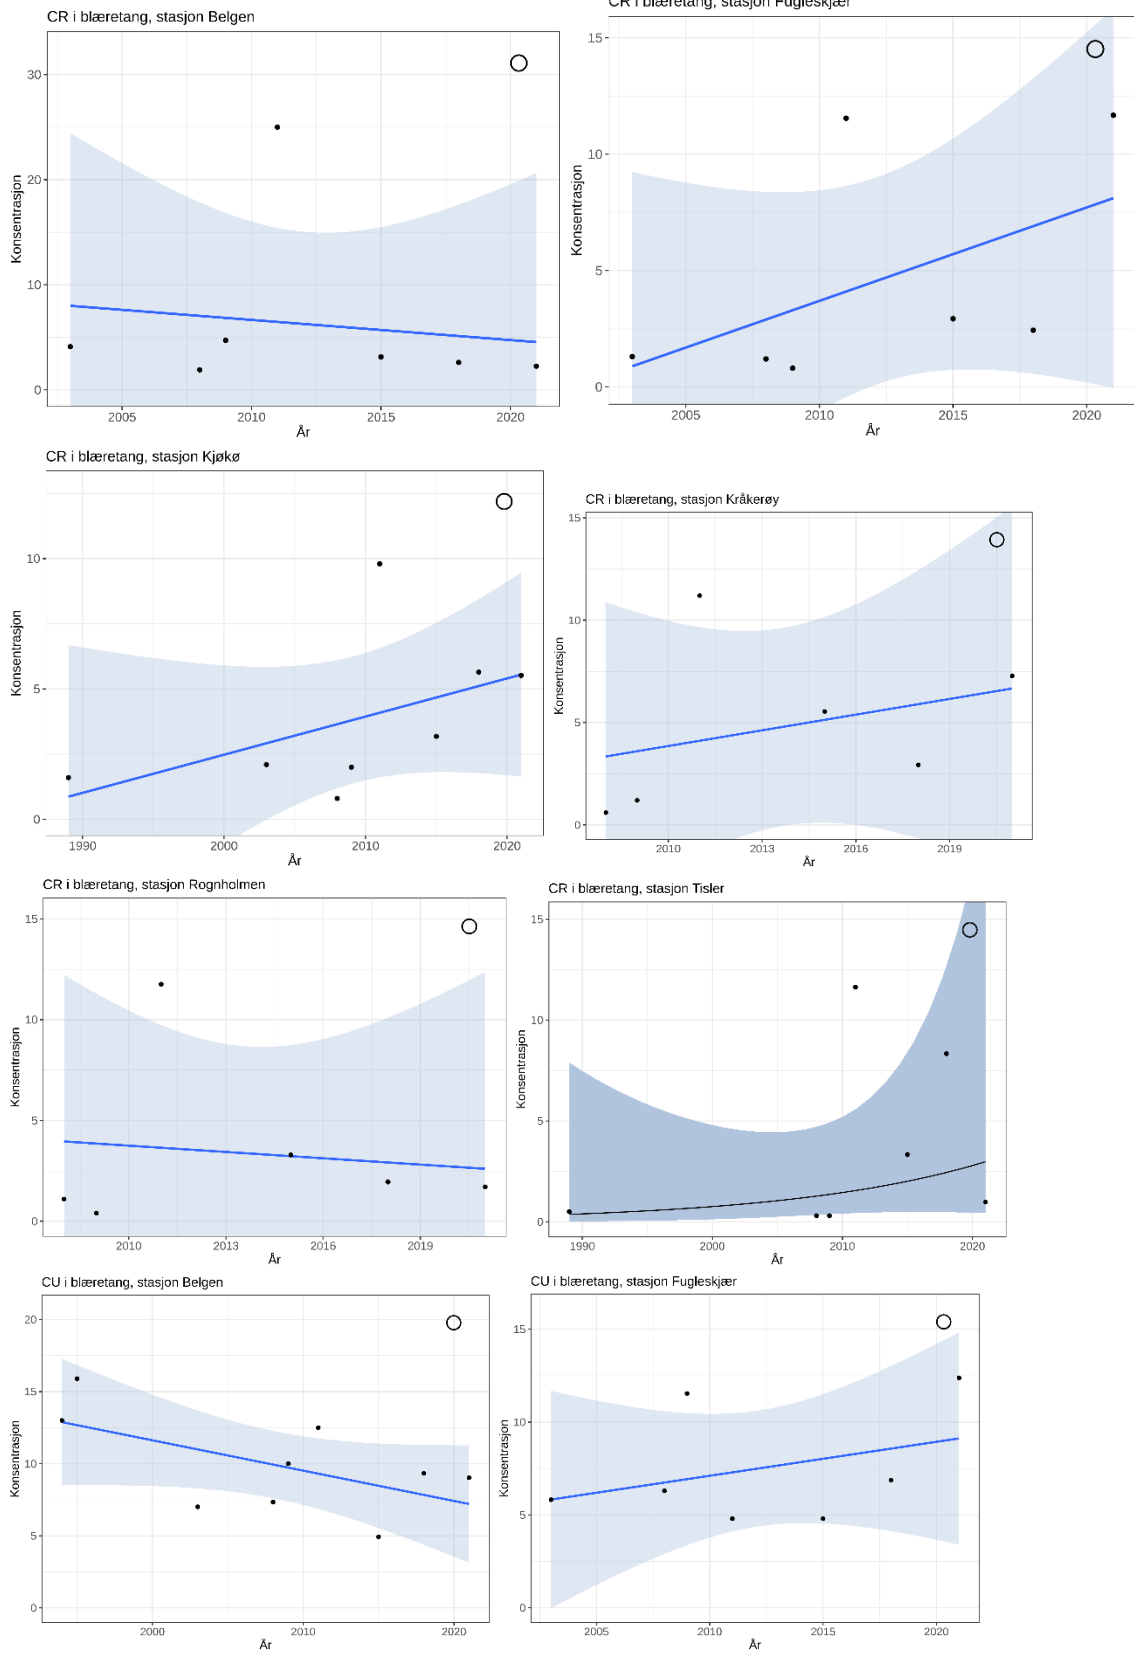 CR i blæretang, stasjon Belgen
30
20
10
0
Konsentrasjon
2005
2010
2015
2020
År
CR i blæretang, stasjon Fugleskjær
15
10
5
0
Konsentrasjon
2005
2010
2015
2020
År
CR i blæretang, stasjon Kjøkø
10
5
0
Konsentrasjon
1990
2000
2010
2020
År
CR i blæretang, stasjon Kråkerøy
15
10
5
0
Konsentrasjon
2010
2013
2016
2019
År
CR i blæretang, stasjon Rognholmen
15
10
5
0
Konsentrasjon
2010
2013
2016
2019
År
CR i blæretang, stasjon Tisler
15
10
5
0
Konsentrasjon
1990
2000
2010
2020
År
CU i blæretang, stasjon Belgen
20
15
10
5
0
Konsentrasjon
2000
2010
2020
År
CU i blæretang, stasjon Fugleskjær
15
10
5
0
Konsentrasjon
2005
2010
2015
2020
År